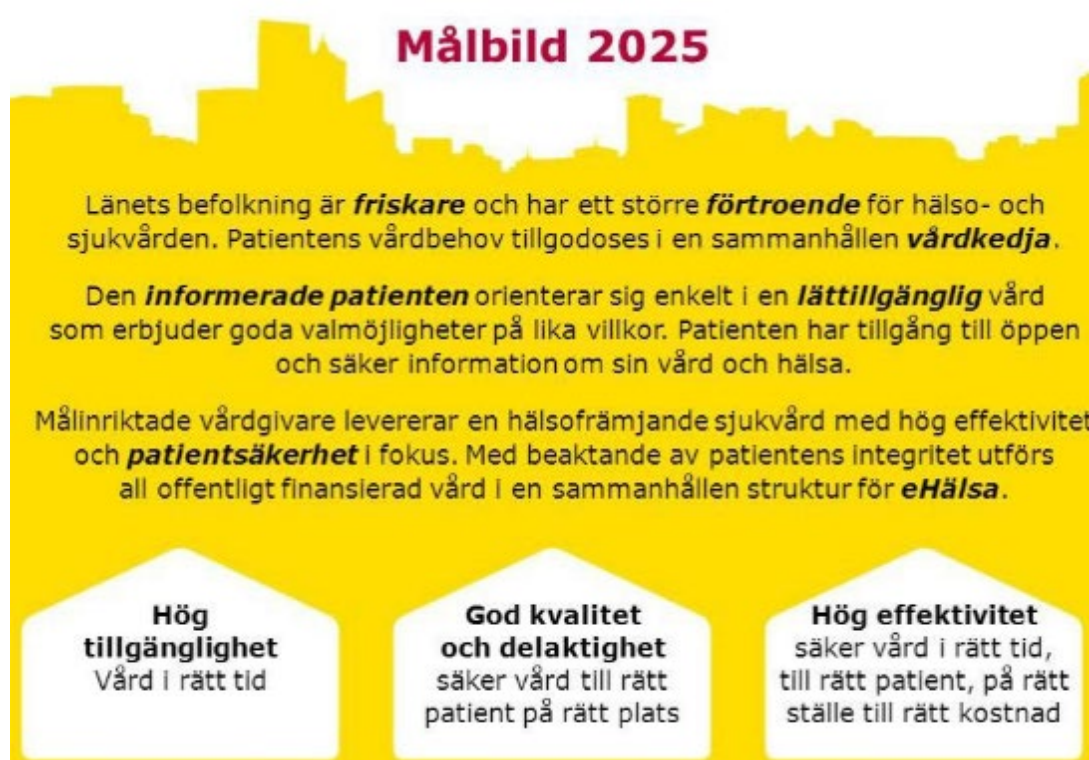 Målbild 2025
Länets befolkning är friskare och har ett större förtroende för hälso- och
sjukvården. Patientens vårdbehov tillgodoses i en sammanhållen vårdkedja.
Den informerade patienten orienterar sig enkelt i en lättillgänglig vård
som erbjuder goda valmöjligheter på lika villkor. Patienten har tillgång till öppen
och säker information om sin vård och hälsa.
Målinriktade vårdgivare levererar en hälsofrämjande sjukvård med hög effektivitet
och patientsäkerhet i fokus. Med beaktande av patientens integritet utförs
all offentligt finansierad vård i en sammanhållen struktur för eHälsa.
Hög
tillgänglighet
Vård i rätt tid
God kvalitet
och delaktighet
säker vård till rätt
patient på rätt plats
Hög effektivitet
säker vård i rätt tid,
till rätt patient, på rätt
ställe till rätt kostnad